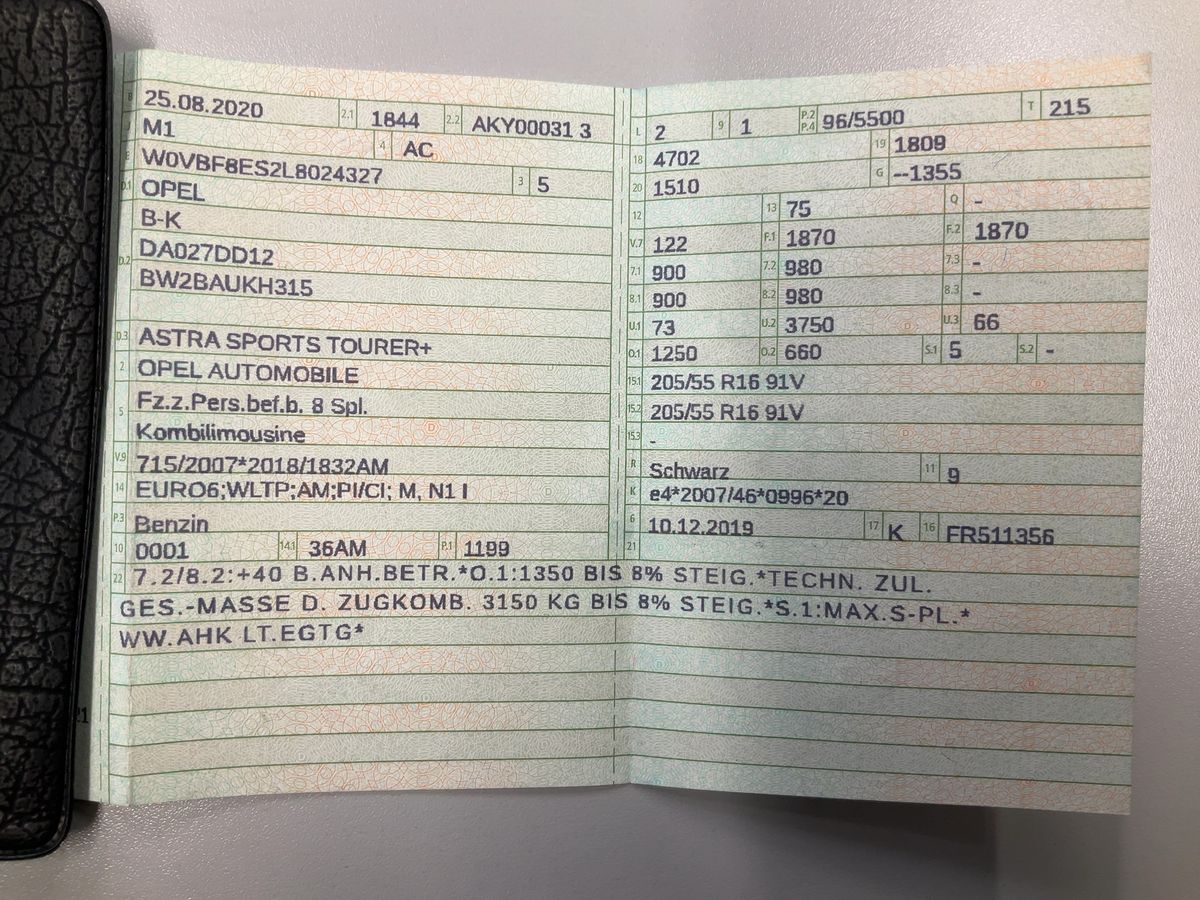 B 25.08.2020 2.1 1844 2.2 AKY00031 3
J M1 4 AC
E W0VBF8ES2L8024327 3 5
D.1 OPEL
B-K
D.2 DA027DD12
BW2BAUKH315
D.3 ASTRA SPORTS TOURER+
2 OPEL AUTOMOBILE
5 Fz.z.Pers.bef.b. 8 Spl.
Kombilimousine
V.9 715/2007*2018/1832AM
14 EURO6;WLTP;AM;PI/CI; M, N1 I
P.3 Benzin
10 0001 14.1 36AM P.1 1199
L 2 9 1 P.2 P.4 96/5500 T 215
18 4702 19 1809
20 1510 G --1355
12 13 75 Q -
V.7 122 F.1 1870 F.2 1870
7.1 900 7.2 980 7.3 -
8.1 900 8.2 980 8.3 -
U.1 73 U.2 3750 U.3 66
O.1 1250 O.2 660 S.1 5 S.2 -
15.1 205/55 R16 91V
15.2 205/55 R16 91V
15.3 -
R Schwarz 11 9
K e4*2007/46*0996*20
6 10.12.2019 17 K 16 FR511356
21
22 7.2/8.2:+40 B.ANH.BETR.*O.1:1350 BIS 8% STEIG.*TECHN. ZUL.
GES.-MASSE D. ZUGKOMB. 3150 KG BIS 8% STEIG.*S.1:MAX.S-PL.*
WW.AHK LT.EGTG*